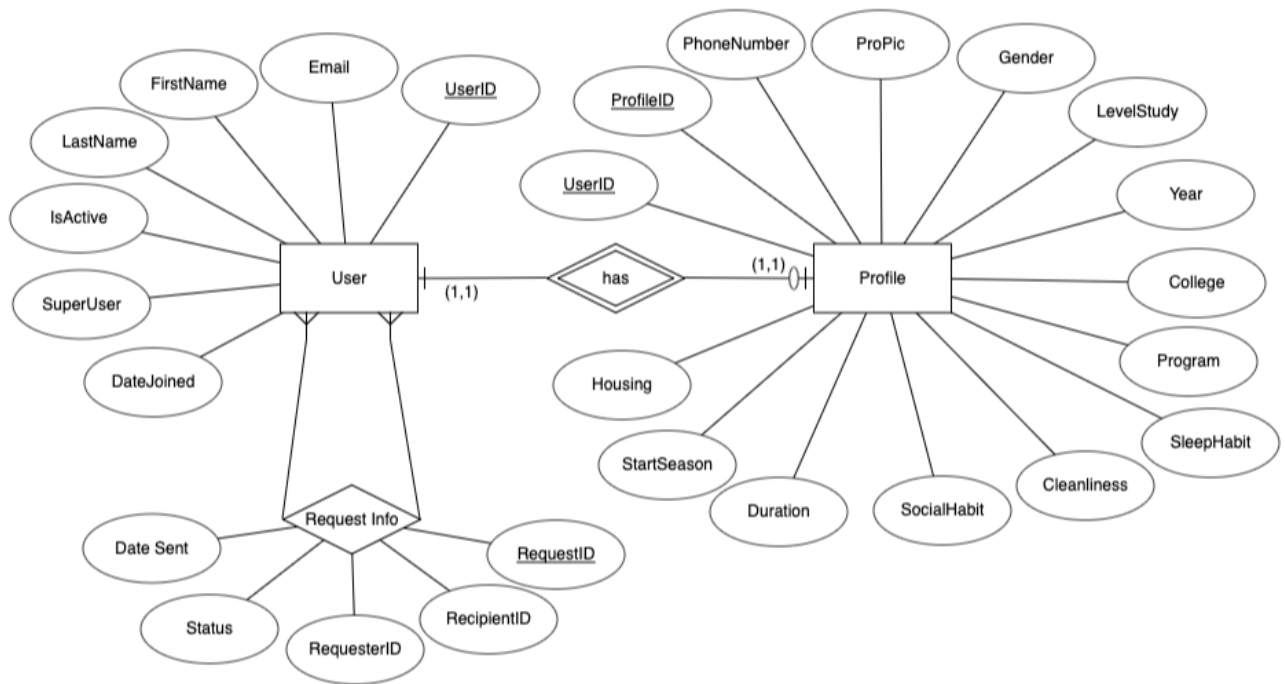 PhoneNumber
ProPic
Gender
Email
FirstName
UserID
ProfileID
LevelStudy
LastName
UserID
Year
IsActive
User
(1,1)
has
(1,1)
Profile
College
SuperUser
Program
DateJoined
Housing
SleepHabit
StartSeason
Cleanliness
Duration
SocialHabit
Request Info
Date Sent
RequestID
Status
RecipientID
RequesterID